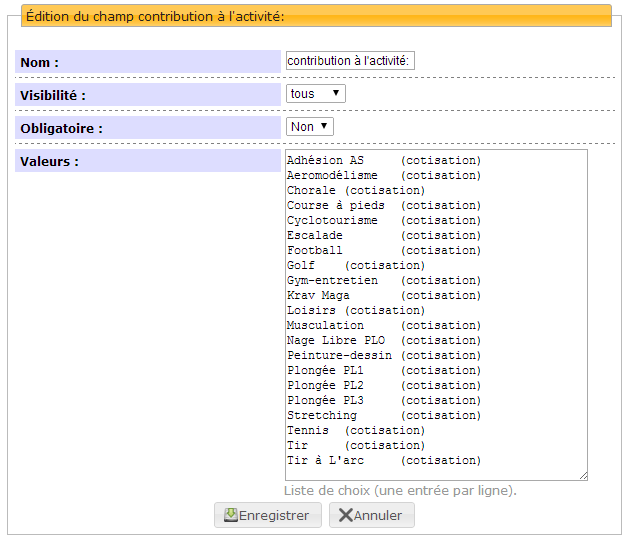 Édition du champ contribution à l'activité:
Nom : contribution à l'activité:
Visibilité : tous
Obligatoire : Non
Valeurs :
Adhésion AS (cotisation)
Aeromodélisme (cotisation)
Chorale (cotisation)
Course à pieds (cotisation)
Cyclotourisme (cotisation)
Escalade (cotisation)
Football (cotisation)
Golf (cotisation)
Gym-entretien (cotisation)
Krav Maga (cotisation)
Loisirs (cotisation)
Musculation (cotisation)
Nage Libre PLO (cotisation)
Peinture-dessin (cotisation)
Plongée PL1 (cotisation)
Plongée PL2 (cotisation)
Plongée PL3 (cotisation)
Stretching (cotisation)
Tennis (cotisation)
Tir (cotisation)
Tir à L'arc (cotisation)
Liste de choix (une entrée par ligne).
Enregistrer Annuler